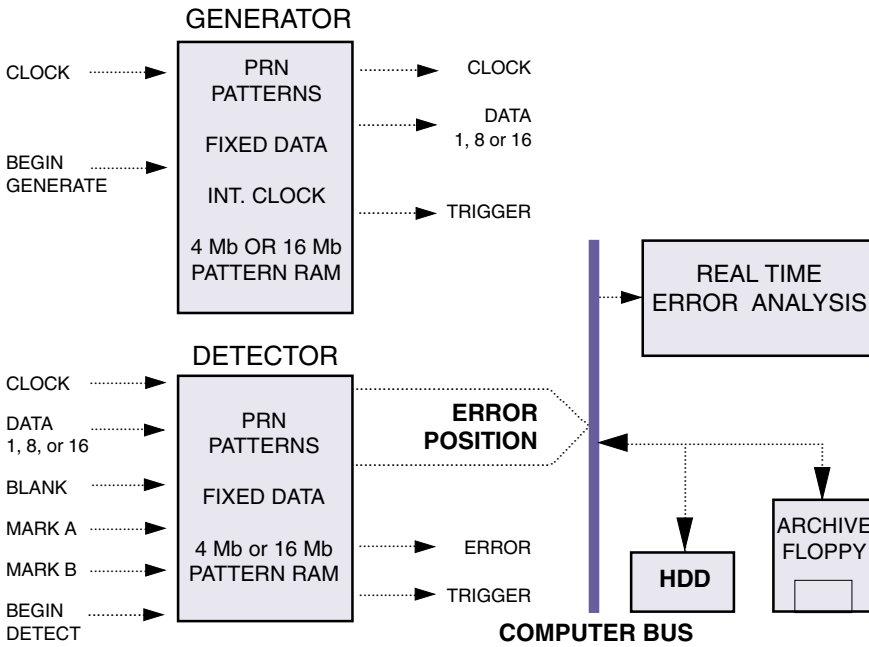 GENERATOR
CLOCK
BEGIN
GENERATE
PRN
PATTERNS
FIXED DATA
INT. CLOCK
4 Mb OR 16 Mb
PATTERN RAM
CLOCK
DATA
1, 8 or 16
TRIGGER
REAL TIME
ERROR ANALYSIS
DETECTOR
CLOCK
DATA
1, 8, or 16
BLANK
MARK A
MARK B
BEGIN
DETECT
PRN
PATTERNS
FIXED DATA
4 Mb or 16 Mb
PATTERN RAM
ERROR
POSITION
ERROR
TRIGGER
HDD
ARCHIVE
FLOPPY
COMPUTER BUS